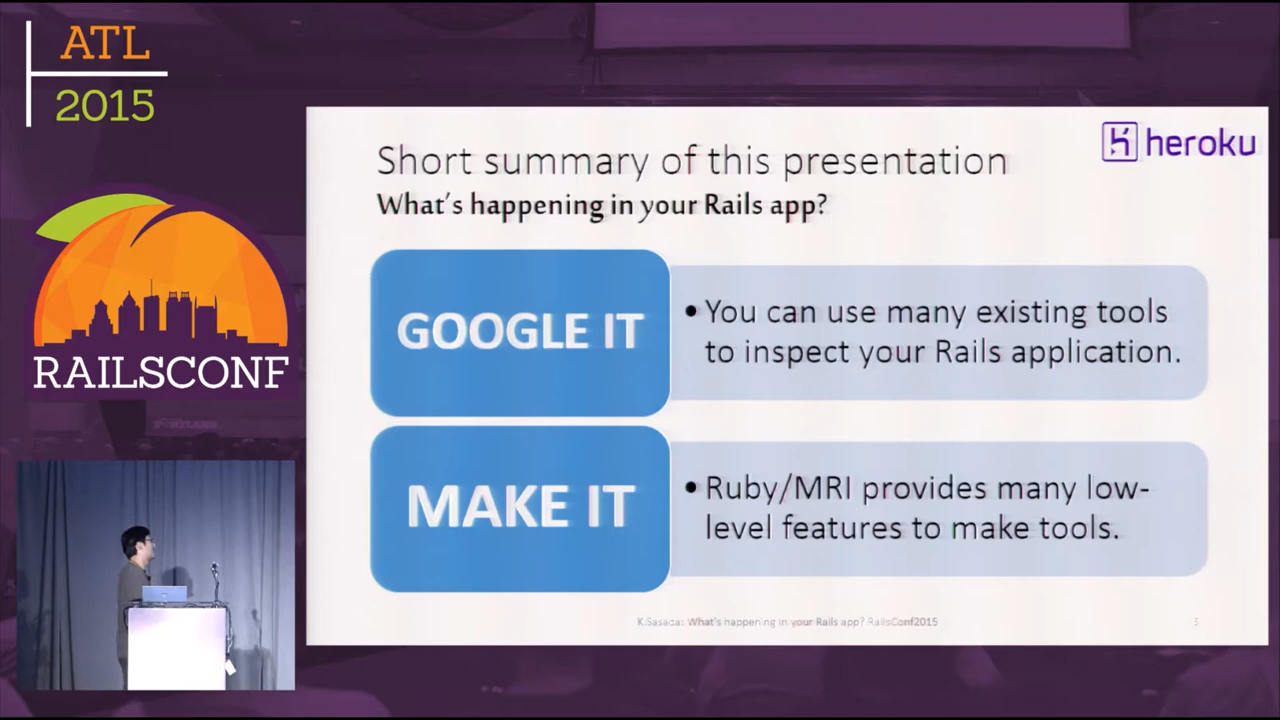 ATL
2015
RAILSCONF
heroku
Short summary of this presentation
What's happening in your Rails app?
GOOGLE IT
• You can use many existing tools
to inspect your Rails application.
MAKE IT
• Ruby/MRI provides many low-
level features to make tools.
K.Sasada: What's happening in your Rails app? RailsConf2015